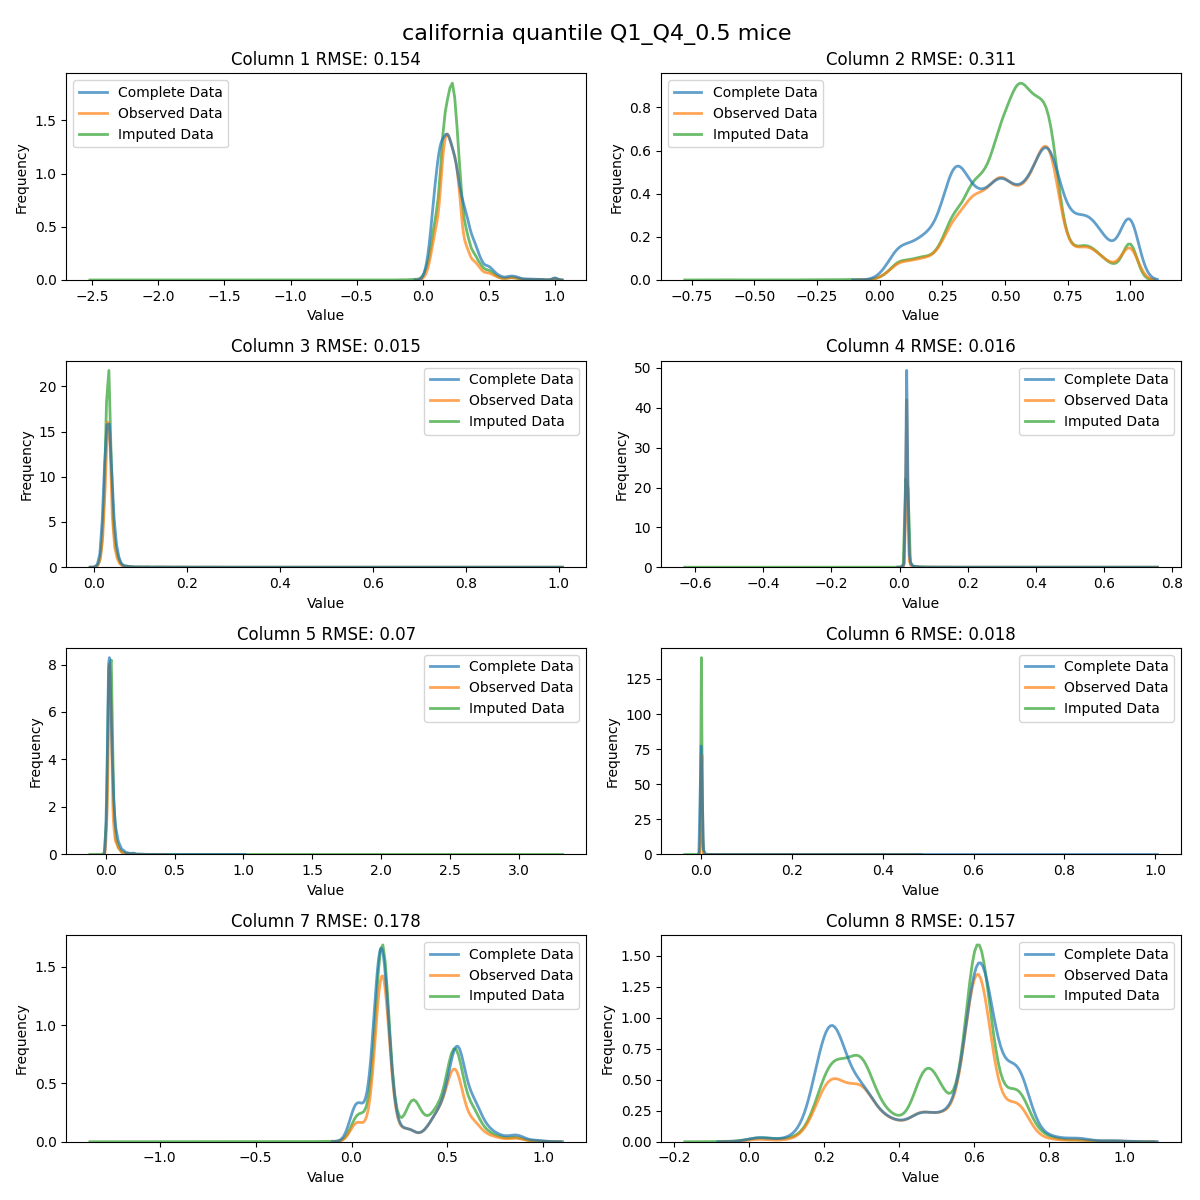 california quantile Q1_Q4_0.5 mice
Column 1 RMSE: 0.154
Complete Data
Observed Data
Imputed Data
Frequency
0.0
0.5
1.0
1.5
−2.5
−2.0
−1.5
−1.0
−0.5
0.0
0.5
1.0
Value
Column 2 RMSE: 0.311
Complete Data
Observed Data
Imputed Data
Frequency
0.0
0.2
0.4
0.6
0.8
−0.75
−0.50
−0.25
0.00
0.25
0.50
0.75
1.00
Value
Column 3 RMSE: 0.015
Complete Data
Observed Data
Imputed Data
Frequency
0
5
10
15
20
0.0
0.2
0.4
0.6
0.8
1.0
Value
Column 4 RMSE: 0.016
Complete Data
Observed Data
Imputed Data
Frequency
0
10
20
30
40
50
−0.6
−0.4
−0.2
0.0
0.2
0.4
0.6
0.8
Value
Column 5 RMSE: 0.07
Complete Data
Observed Data
Imputed Data
Frequency
0
2
4
6
8
0.0
0.5
1.0
1.5
2.0
2.5
3.0
Value
Column 6 RMSE: 0.018
Complete Data
Observed Data
Imputed Data
Frequency
0
25
50
75
100
125
0.0
0.2
0.4
0.6
0.8
1.0
Value
Column 7 RMSE: 0.178
Complete Data
Observed Data
Imputed Data
Frequency
0.0
0.5
1.0
1.5
−1.0
−0.5
0.0
0.5
1.0
Value
Column 8 RMSE: 0.157
Complete Data
Observed Data
Imputed Data
Frequency
0.00
0.25
0.50
0.75
1.00
1.25
1.50
−0.2
0.0
0.2
0.4
0.6
0.8
1.0
Value